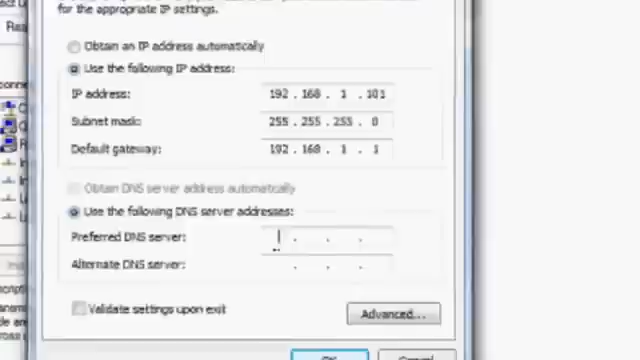 for the appropriate IP settings.
Obtain an IP address automatically
Use the following IP address:
IP address: 192 . 168 . 1 . 101
Subnet mask: 255 . 255 . 255 . 0
Default gateway: 192 . 168 . 1 . 1
Obtain DNS server address automatically
Use the following DNS server addresses:
Preferred DNS server: . . .
Alternate DNS server: . . .
Validate settings upon exit
Advanced...